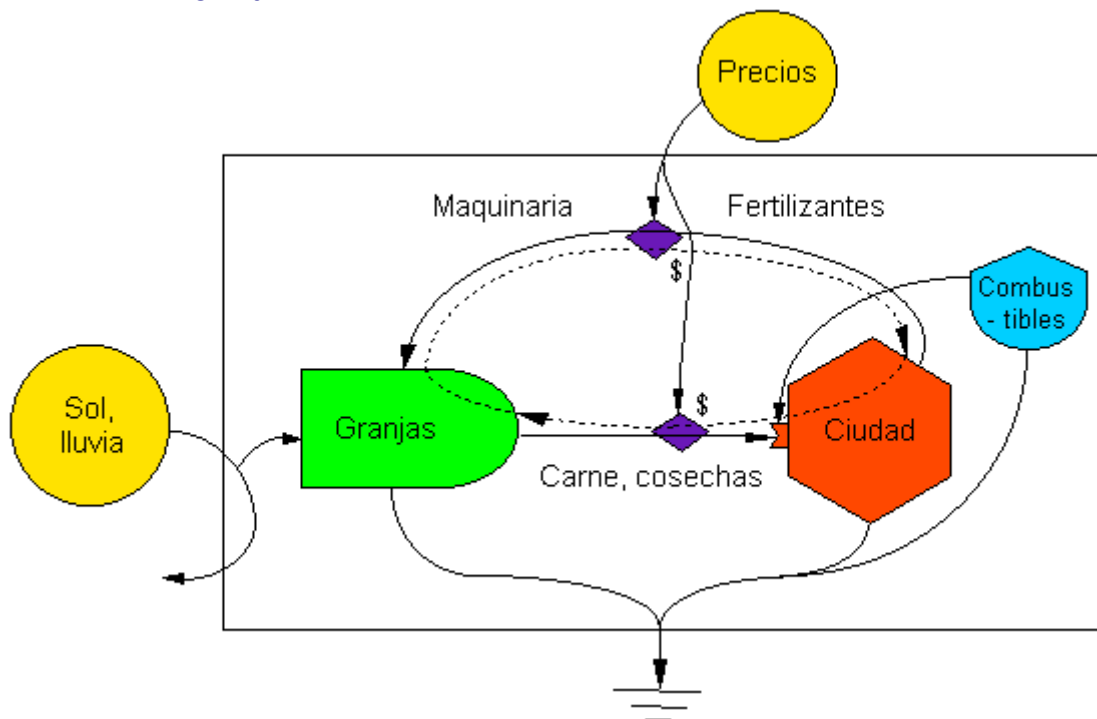 Precios
Maquinaria
Fertilizantes
$
Combus
- tibles
Sol,
lluvia
Granjas
$
Ciudad
Carne, cosechas